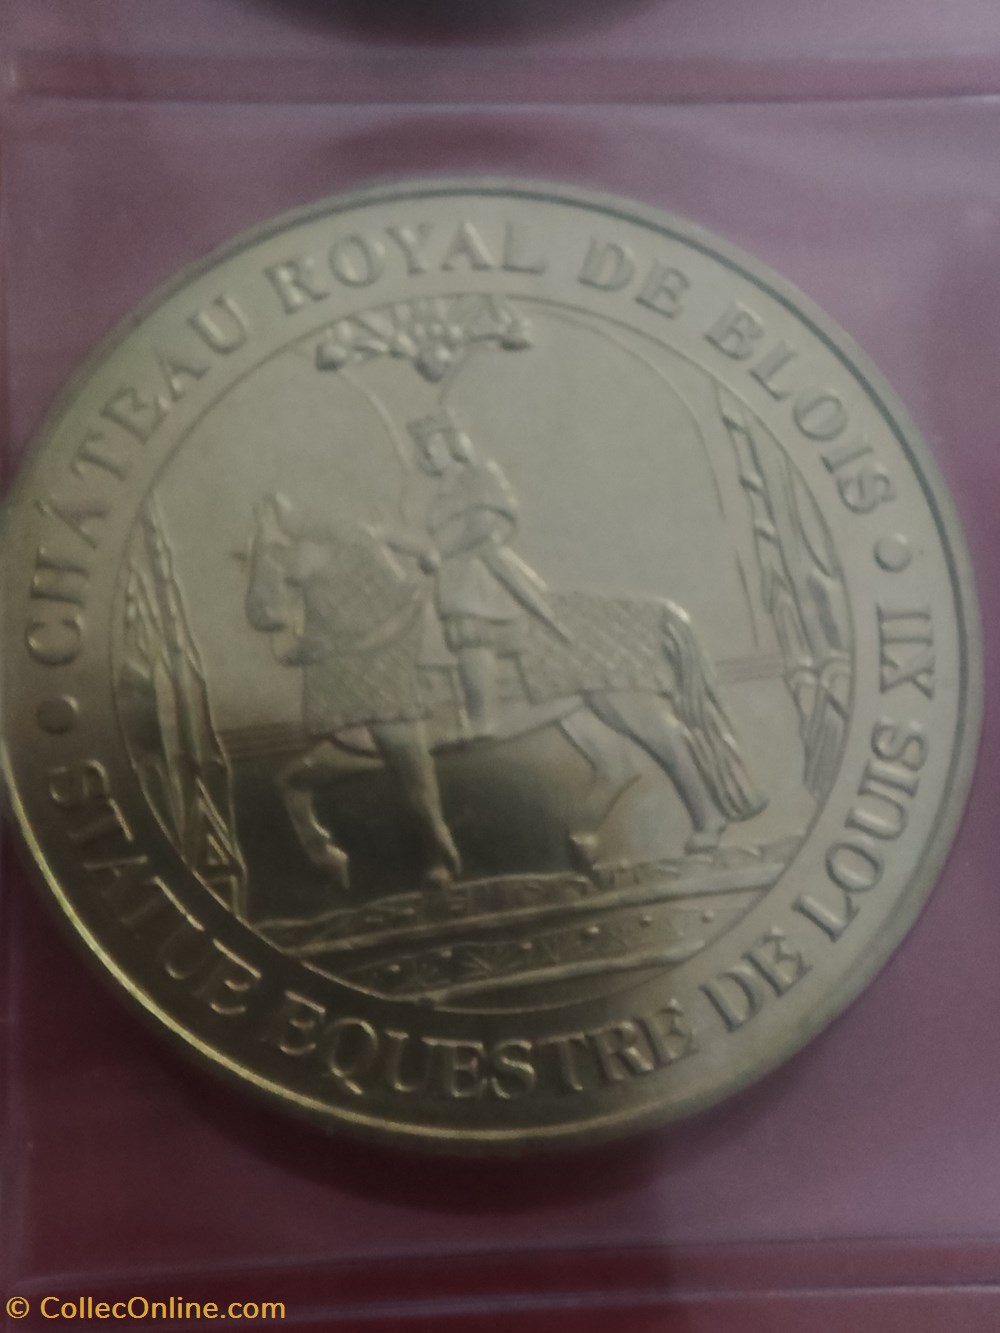 CHÂTEAU ROYAL DE BLOIS •
STATUE EQUESTRE DE LOUIS XII •
© CollecOnline.com